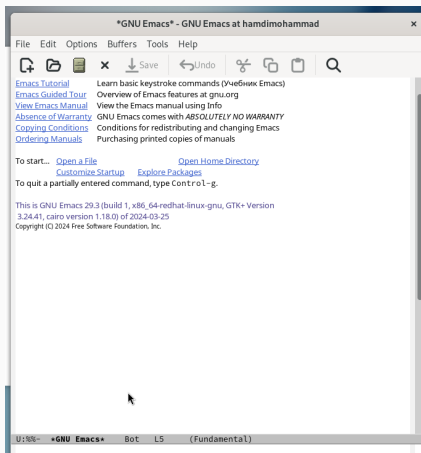 *GNU Emacs* - GNU Emacs at hamdimohammad ×
File Edit Options Buffers Tools Help
Save Undo
Emacs Tutorial Learn basic keystroke commands (Учебник Emacs)
Emacs Guided Tour Overview of Emacs features at gnu.org
View Emacs Manual View the Emacs manual using Info
Absence of Warranty GNU Emacs comes with ABSOLUTELY NO WARRANTY
Copying Conditions Conditions for redistributing and changing Emacs
Ordering Manuals Purchasing printed copies of manuals
To start... Open a File Open Home Directory
Customize Startup Explore Packages
To quit a partially entered command, type Control-g.
This is GNU Emacs 29.3 (build 1, x86_64-redhat-linux-gnu, GTK+ Version
3.24.41, cairo version 1.18.0) of 2024-03-25
Copyright (C) 2024 Free Software Foundation, Inc.
U:%%- *GNU Emacs* Bot L5 (Fundamental)